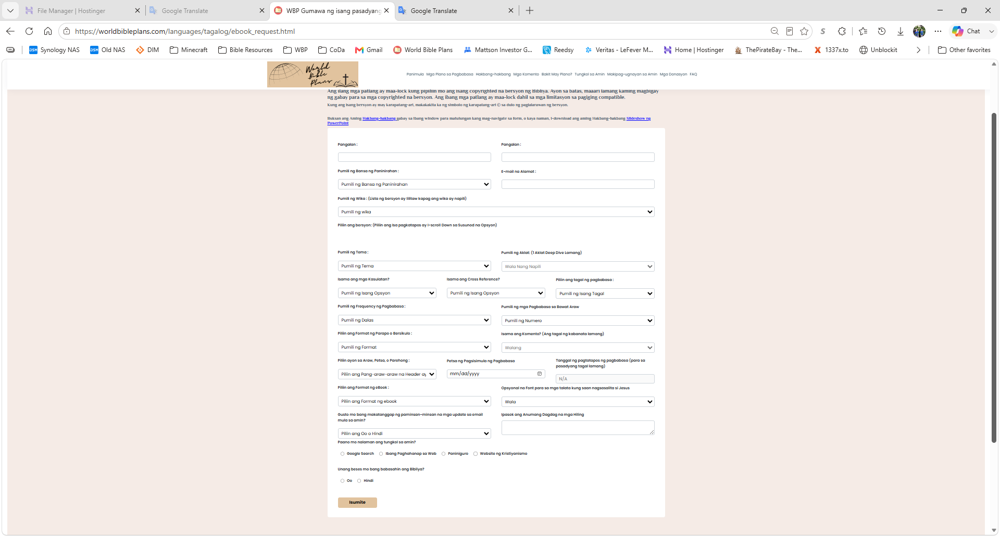 File Manager | Hostinger
Google Translate
WBP Gumawa ng isang pasadyang
Google Translate
https://worldbibleplans.com/languages/tagalog/ebook_request.html
Chat
Synology NAS
Old NAS
DIM
Minecraft
Bible Resources
WBP
CoDa
Gmail
World Bible Plans
Mattson Investor G...
Reedsy
Veritas - LeFever M...
Home | Hostinger
ThePirateBay - The...
1337x.to
Unblockit
Other favorites
World
Bible
Plans
Panimula Mga Plano sa Pagbabasa Hakbang-hakbang Mga Komento Bakit May Plano? Tungkol sa Amin Makipag-ugnayan sa Amin Mga Donasyon FAQ
Ang ilang mga patlang ay maa-lock kung pipiliin mo ang isang copyrighted na bersyon ng Bibliya. Ayon sa batas, maaari lamang kaming magbigay
ng gabay para sa mga copyrighted na bersyon. Ang ibang mga patlang ay maa-lock dahil sa mga limitasyon sa pagiging compatible.
Kung ang isang bersyon ay may karapatang-ari, makakakita ka ng simbolo ng karapatang-ari © sa dulo ng paglalarawan ng bersyon.
Buksan ang Aming Hakbang-hakbang gabay sa ibang window para matulungan kang mag-navigate sa form, o kaya naman, i-download ang aming Hakbang-hakbang Slideshow ng
PowerPoint
Pangalan :
Pangalan :
Pumili ng Bansa ng Paninirahan :
E-mail na Alamat :
Pumili ng Bansa ng Paninirahan
Pumili ng Wika : (Lista ng bersyon ay lilitaw kapag ang wika ay napili)
Pumili ng wika
Piliin ang bersyon: (Piliin ang Isa pagkatapos ay i-scroll Down sa Susunod na Opsyon)
Pumili ng Tema :
Pumili ng Aklat: (1 Aklat Deep Dive Lamang)
Pumili ng Tema
Wala Nang Napili
Isama ang mga Kasulatan?
Isama ang Cross Reference?
Piliin ang tagal ng pagbabasa :
Pumili ng Isang Opsyon
Pumili ng Isang Opsyon
Pumili ng Isang Tagal
Pumili ng Frequency ng Pagbabasa :
Pumili ng mga Pagbabasa sa Bawat Araw
Pumili ng Dalas
Pumili ng Numero
Piliin ang Format ng Parapo o Bersikulo :
Isama ang Komento? (Ang tagal ng kabanata lamang)
Pumili ng Format
Walang
Piliin ayon sa Araw, Petsa, o Parehong :
Petsa ng Pagsisimula ng Pagbabasa
Tanggal ng pagtatapos ng pagbabasa (para sa
pasadyang tagal lamang)
Piliin ang Pang-araw-araw na Header ay
mm/dd/yyyy
N/A
Piliin ang Format ng eBook :
Opsyonal na Font para sa mga talata kung saan nagsasalita si Jesus
Piliin ang Format ng ebook
Wala
Gusto mo bang makatanggap ng paminsan-minsan na mga update sa email
mula sa amin?
Ipasok ang Anumang Dagdag na mga Hiling
Piliin ang Oo o Hindi
Paano mo nalaman ang tungkol sa amin?
Google Search
Ibang Paghahanap sa Web
Paniniguro
Website ng Kristiyanismo
Unang beses mo bang babasahin ang Bibliya?
Oo
Hindi
Isumite